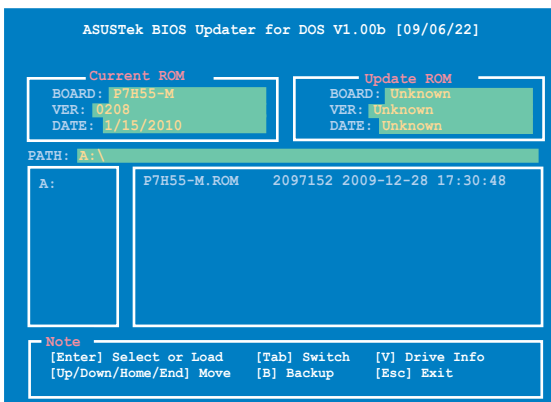 ASUSTek BIOS Updater for DOS V1.00b [09/06/22]
Current ROM
BOARD: P7H55-M
VER: 0208
DATE: 1/15/2010
Update ROM
BOARD: Unknown
VER: Unknown
DATE: Unknown
PATH: A:\
A:
P7H55-M.ROM 2097152 2009-12-28 17:30:48
Note
[Enter] Select or Load [Tab] Switch [V] Drive Info
[Up/Down/Home/End] Move [B] Backup [Esc] Exit